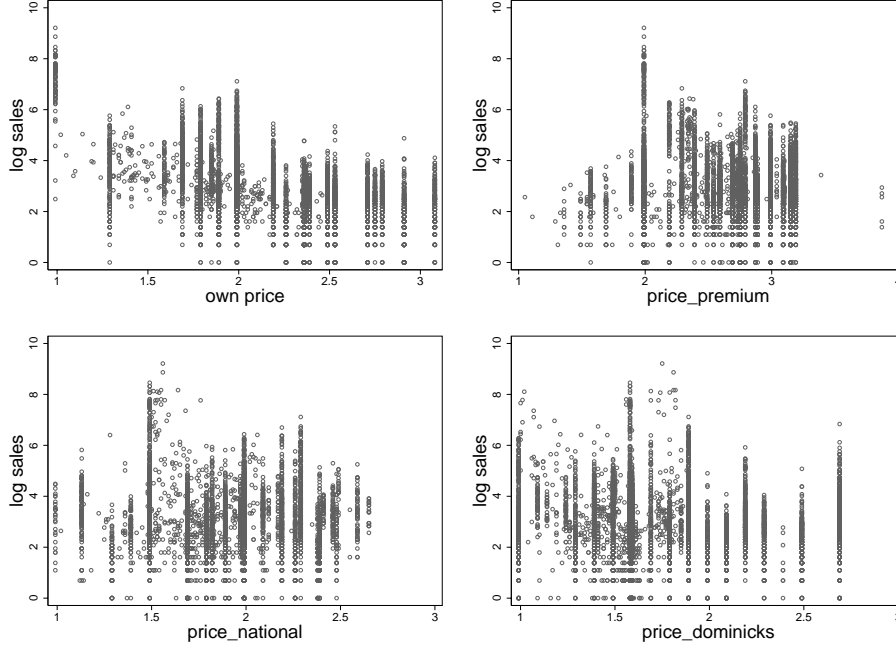 log sales
0 2 4 6 8 10
1 1.5 2 2.5 3
own price
log sales
0 2 4 6 8 10
1 2 3 4
price_premium
log sales
0 2 4 6 8 10
1 1.5 2 2.5 3
price_national
log sales
0 2 4 6 8 10
1 1.5 2 2.5 3
price_dominicks